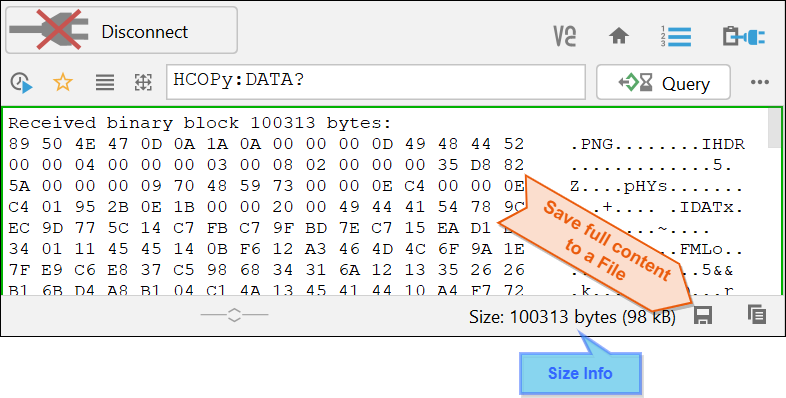 Disconnect
HCOPy:DATA?
Query
Received binary block 100313 bytes:
89 50 4E 47 0D 0A 1A 0A 00 00 00 0D 49 48 44 52 .PNG........IHDR
00 00 04 00 00 00 03 00 08 02 00 00 00 35 D8 82 .............5.
5A 00 00 00 09 70 48 59 73 00 00 0E C4 00 00 0E Z....pHYs.......
C4 01 95 2B 0E 1B 00 00 20 00 49 44 41 54 78 9C ...+.... .IDATx.
EC 9D 77 5C 14 C7 FB C7 9F BD 7E C7 15 EA D1 .....~....
34 01 11 45 45 14 0B F6 12 A3 46 4D 4C 6F 9A 1E FMLo..
7F E9 C6 E8 37 C5 98 68 34 31 6A 12 13 35 26 26 ..5&&
B1 6B D4 A8 B1 04 C1 4A 13 45 41 44 10 A4 F7 72 .k...r
Save full content
to a File
Size: 100313 bytes (98 kB)
Size Info